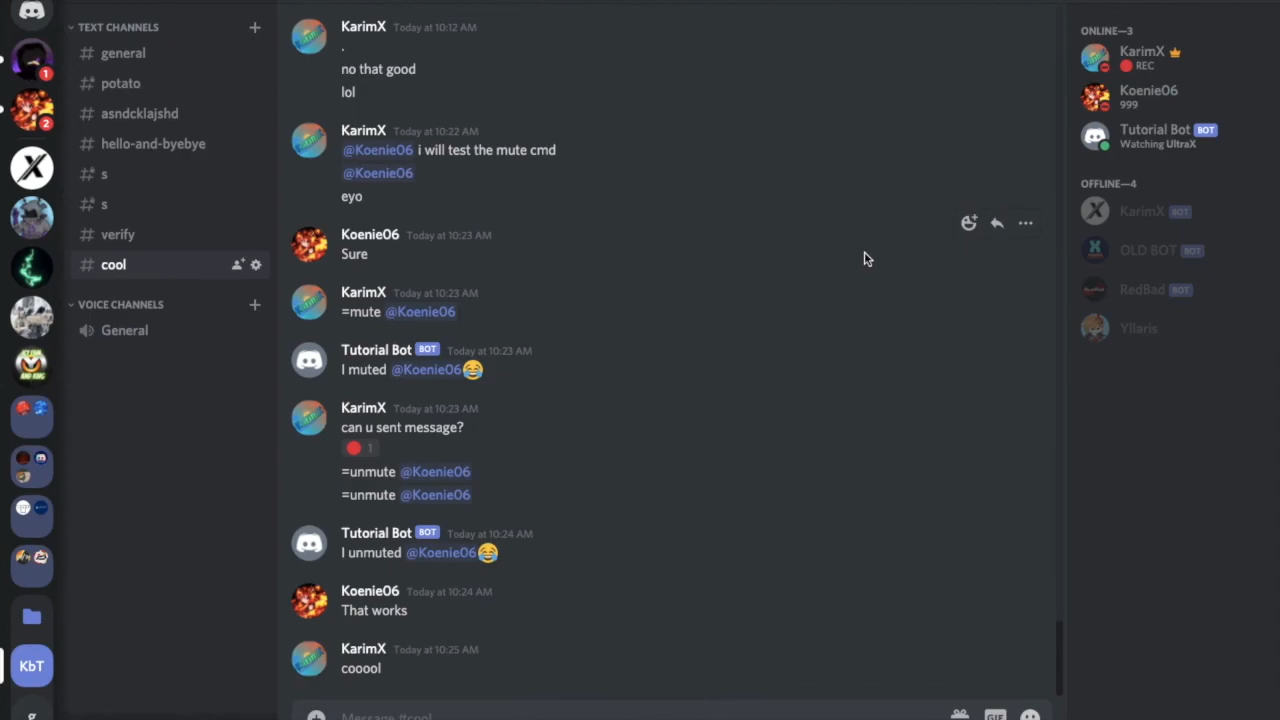 TEXT CHANNELS
general
potato
asndcklajshd
hello-and-byebye
s
s
verify
cool
VOICE CHANNELS
General
1
2
KbT
g
KarimX Today at 10:12 AM
.
no that good
lol
KarimX Today at 10:22 AM
@Koenie06 i will test the mute cmd
@Koenie06
eyo
Koenie06 Today at 10:23 AM
Sure
KarimX Today at 10:23 AM
=mute @Koenie06
Tutorial Bot BOT Today at 10:23 AM
I muted @Koenie06😂
KarimX Today at 10:23 AM
can u sent message?
1
=unmute @Koenie06
=unmute @Koenie06
Tutorial Bot BOT Today at 10:24 AM
I unmuted @Koenie06😂
Koenie06 Today at 10:24 AM
That works
KarimX Today at 10:25 AM
cooool
Message #cool
GIF
ONLINE—3
KarimX
REC
Koenie06
999
Tutorial Bot BOT
Watching UltraX
OFFLINE—4
KarimX BOT
OLD BOT BOT
RedBad BOT
Yllaris